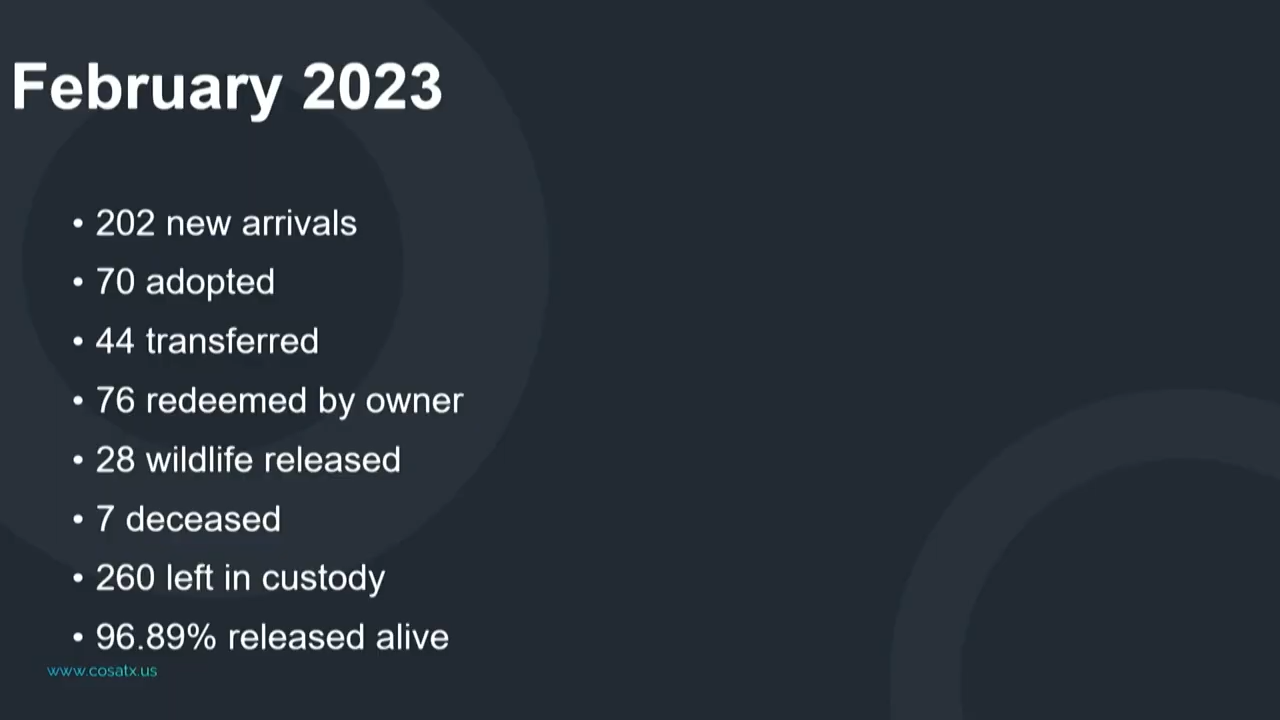 February 2023
• 202 new arrivals
• 70 adopted
• 44 transferred
• 76 redeemed by owner
• 28 wildlife released
• 7 deceased
• 260 left in custody
• 96.89% released alive
www.cosatx.us